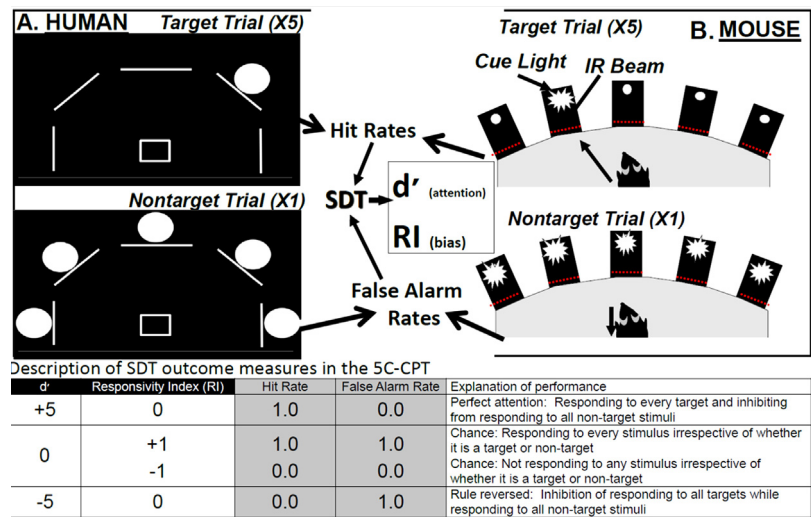 A. HUMAN
Target Trial (X5)
Nontarget Trial (X1)
Hit Rates
SDT
d′ (attention)
RI (bias)
False Alarm
Rates
Target Trial (X5)
B. MOUSE
Cue Light
IR Beam
Nontarget Trial (X1)
Description of SDT outcome measures in the 5C-CPT
d′ Responsivity Index (RI) Hit Rate False Alarm Rate Explanation of performance
+5 0 1.0 0.0 Perfect attention: Responding to every target and inhibiting
from responding to all non-target stimuli
0 +1 1.0 1.0 Chance: Responding to every stimulus irrespective of whether
it is a target or non-target
-1 0.0 0.0 Chance: Not responding to any stimulus irrespective of
whether it is a target or non-target
-5 0 0.0 1.0 Rule reversed: Inhibition of responding to all targets while
responding to all non-target stimuli